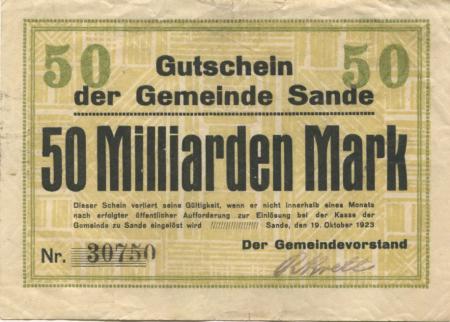 50 Gutschein 50
der Gemeinde Sande
50 Milliarden Mark
Dieser Schein verliert seine Gültigkeit, wenn er nicht innerhalb eines Monats
nach erfolgter öffentlicher Aufforderung zur Einlösung bei der Kasse der
Gemeinde zu Sande eingelöst wird //////////// Sande, den 19. Oktober 1923
Der Gemeindevorstand
Nr. 30750